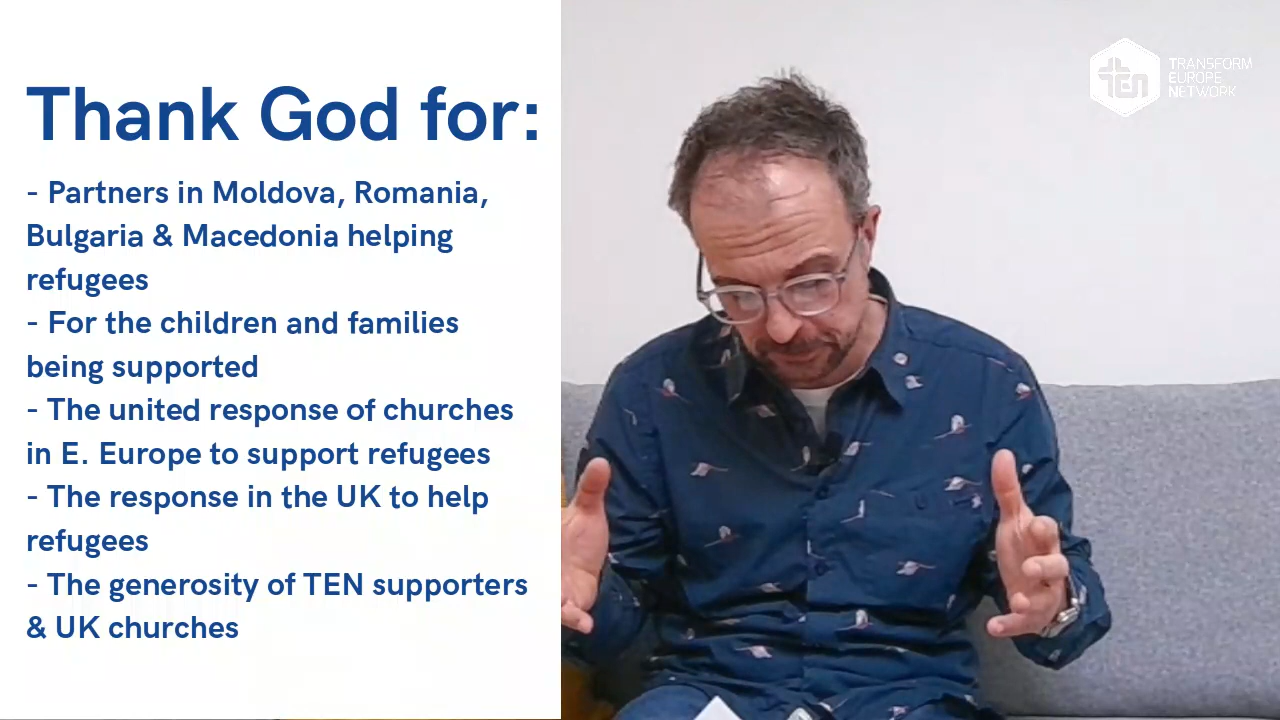 Thank God for:
- Partners in Moldova, Romania,
Bulgaria & Macedonia helping
refugees
- For the children and families
being supported
- The united response of churches
in E. Europe to support refugees
- The response in the UK to help
refugees
- The generosity of TEN supporters
& UK churches
ten
TRANSFORM
EUROPE
NETWORK